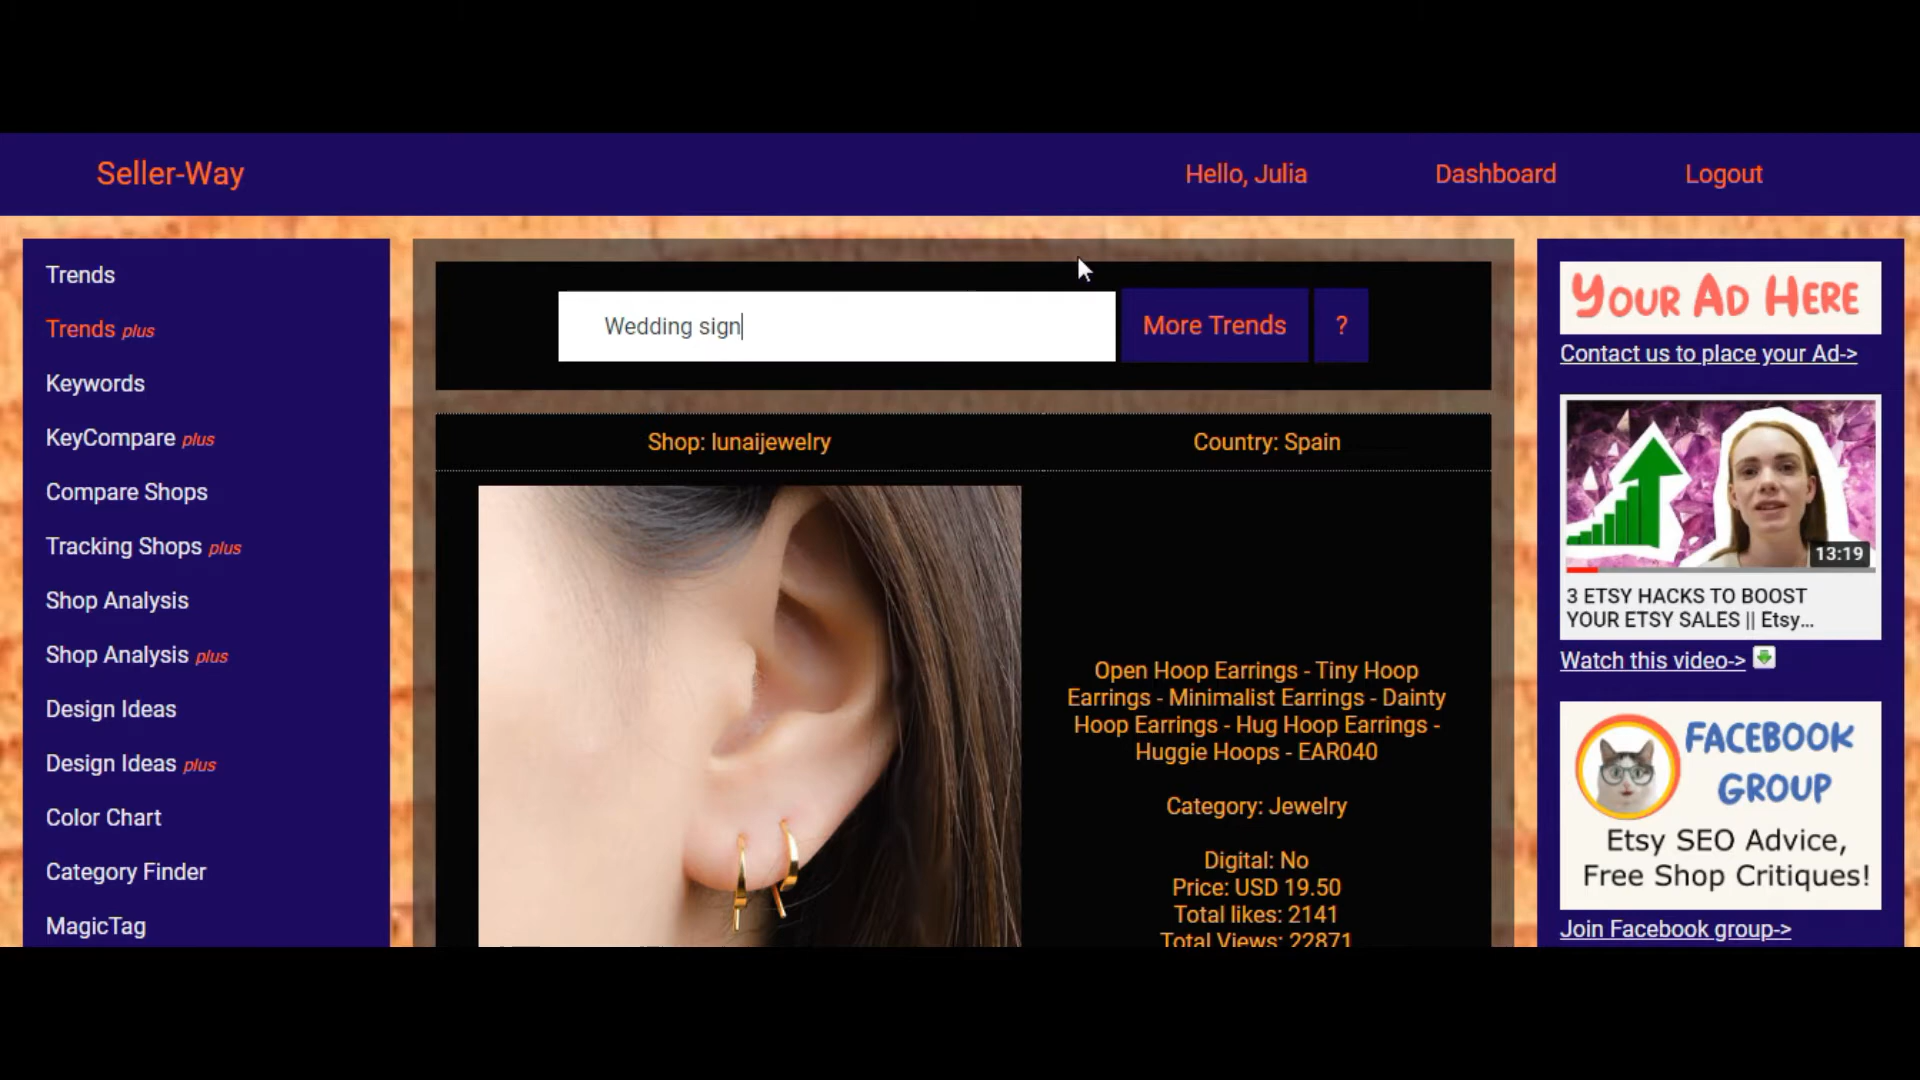 Seller-Way
Hello, Julia
Dashboard
Logout
Trends
Trends plus
Keywords
KeyCompare plus
Compare Shops
Tracking Shops plus
Shop Analysis
Shop Analysis plus
Design Ideas
Design Ideas plus
Color Chart
Category Finder
MagicTag
Wedding sign
More Trends
?
Shop: lunaijewelry
Country: Spain
Open Hoop Earrings - Tiny Hoop
Earrings - Minimalist Earrings - Dainty
Hoop Earrings - Hug Hoop Earrings -
Huggie Hoops - EAR040
Category: Jewelry
Digital: No
Price: USD 19.50
Total likes: 2141
Total Views: 22871
YOUR AD HERE
Contact us to place your Ad->
13:19
3 ETSY HACKS TO BOOST
YOUR ETSY SALES || Etsy...
Watch this video->
FACEBOOK
GROUP
Etsy SEO Advice,
Free Shop Critiques!
Join Facebook group->